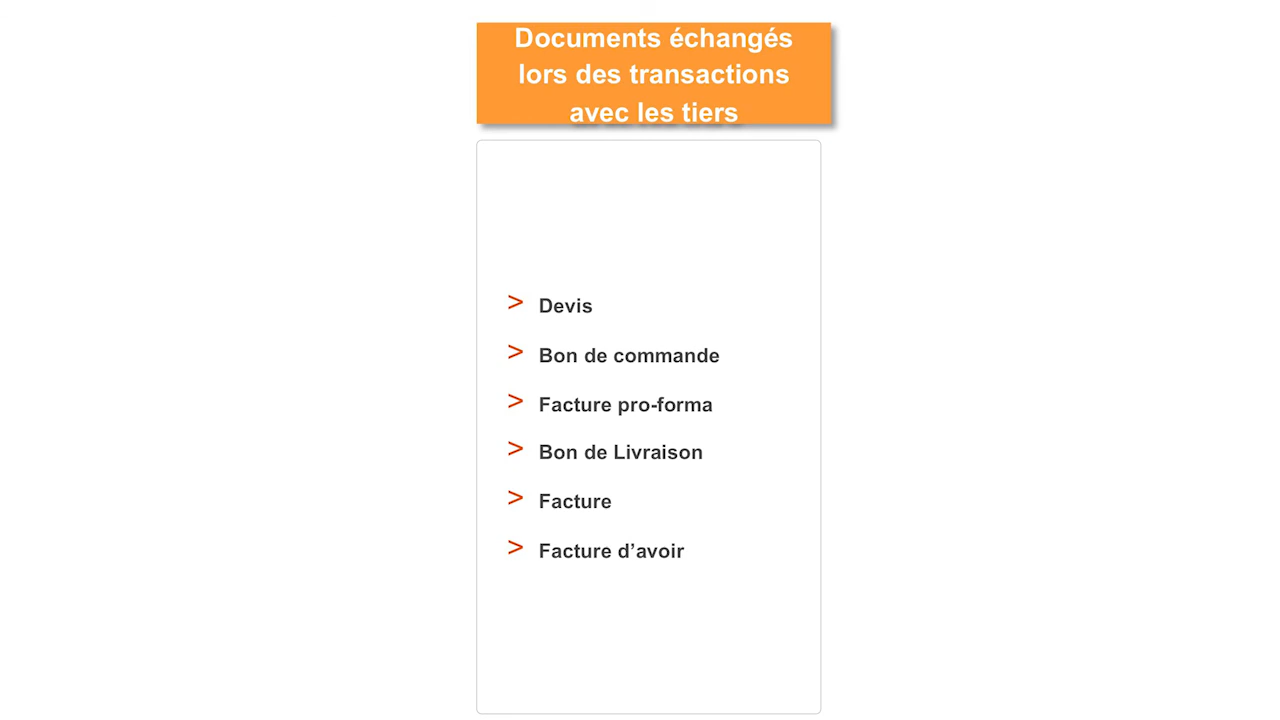 Documents échangés
lors des transactions
avec les tiers
> Devis
> Bon de commande
> Facture pro-forma
> Bon de Livraison
> Facture
> Facture d’avoir